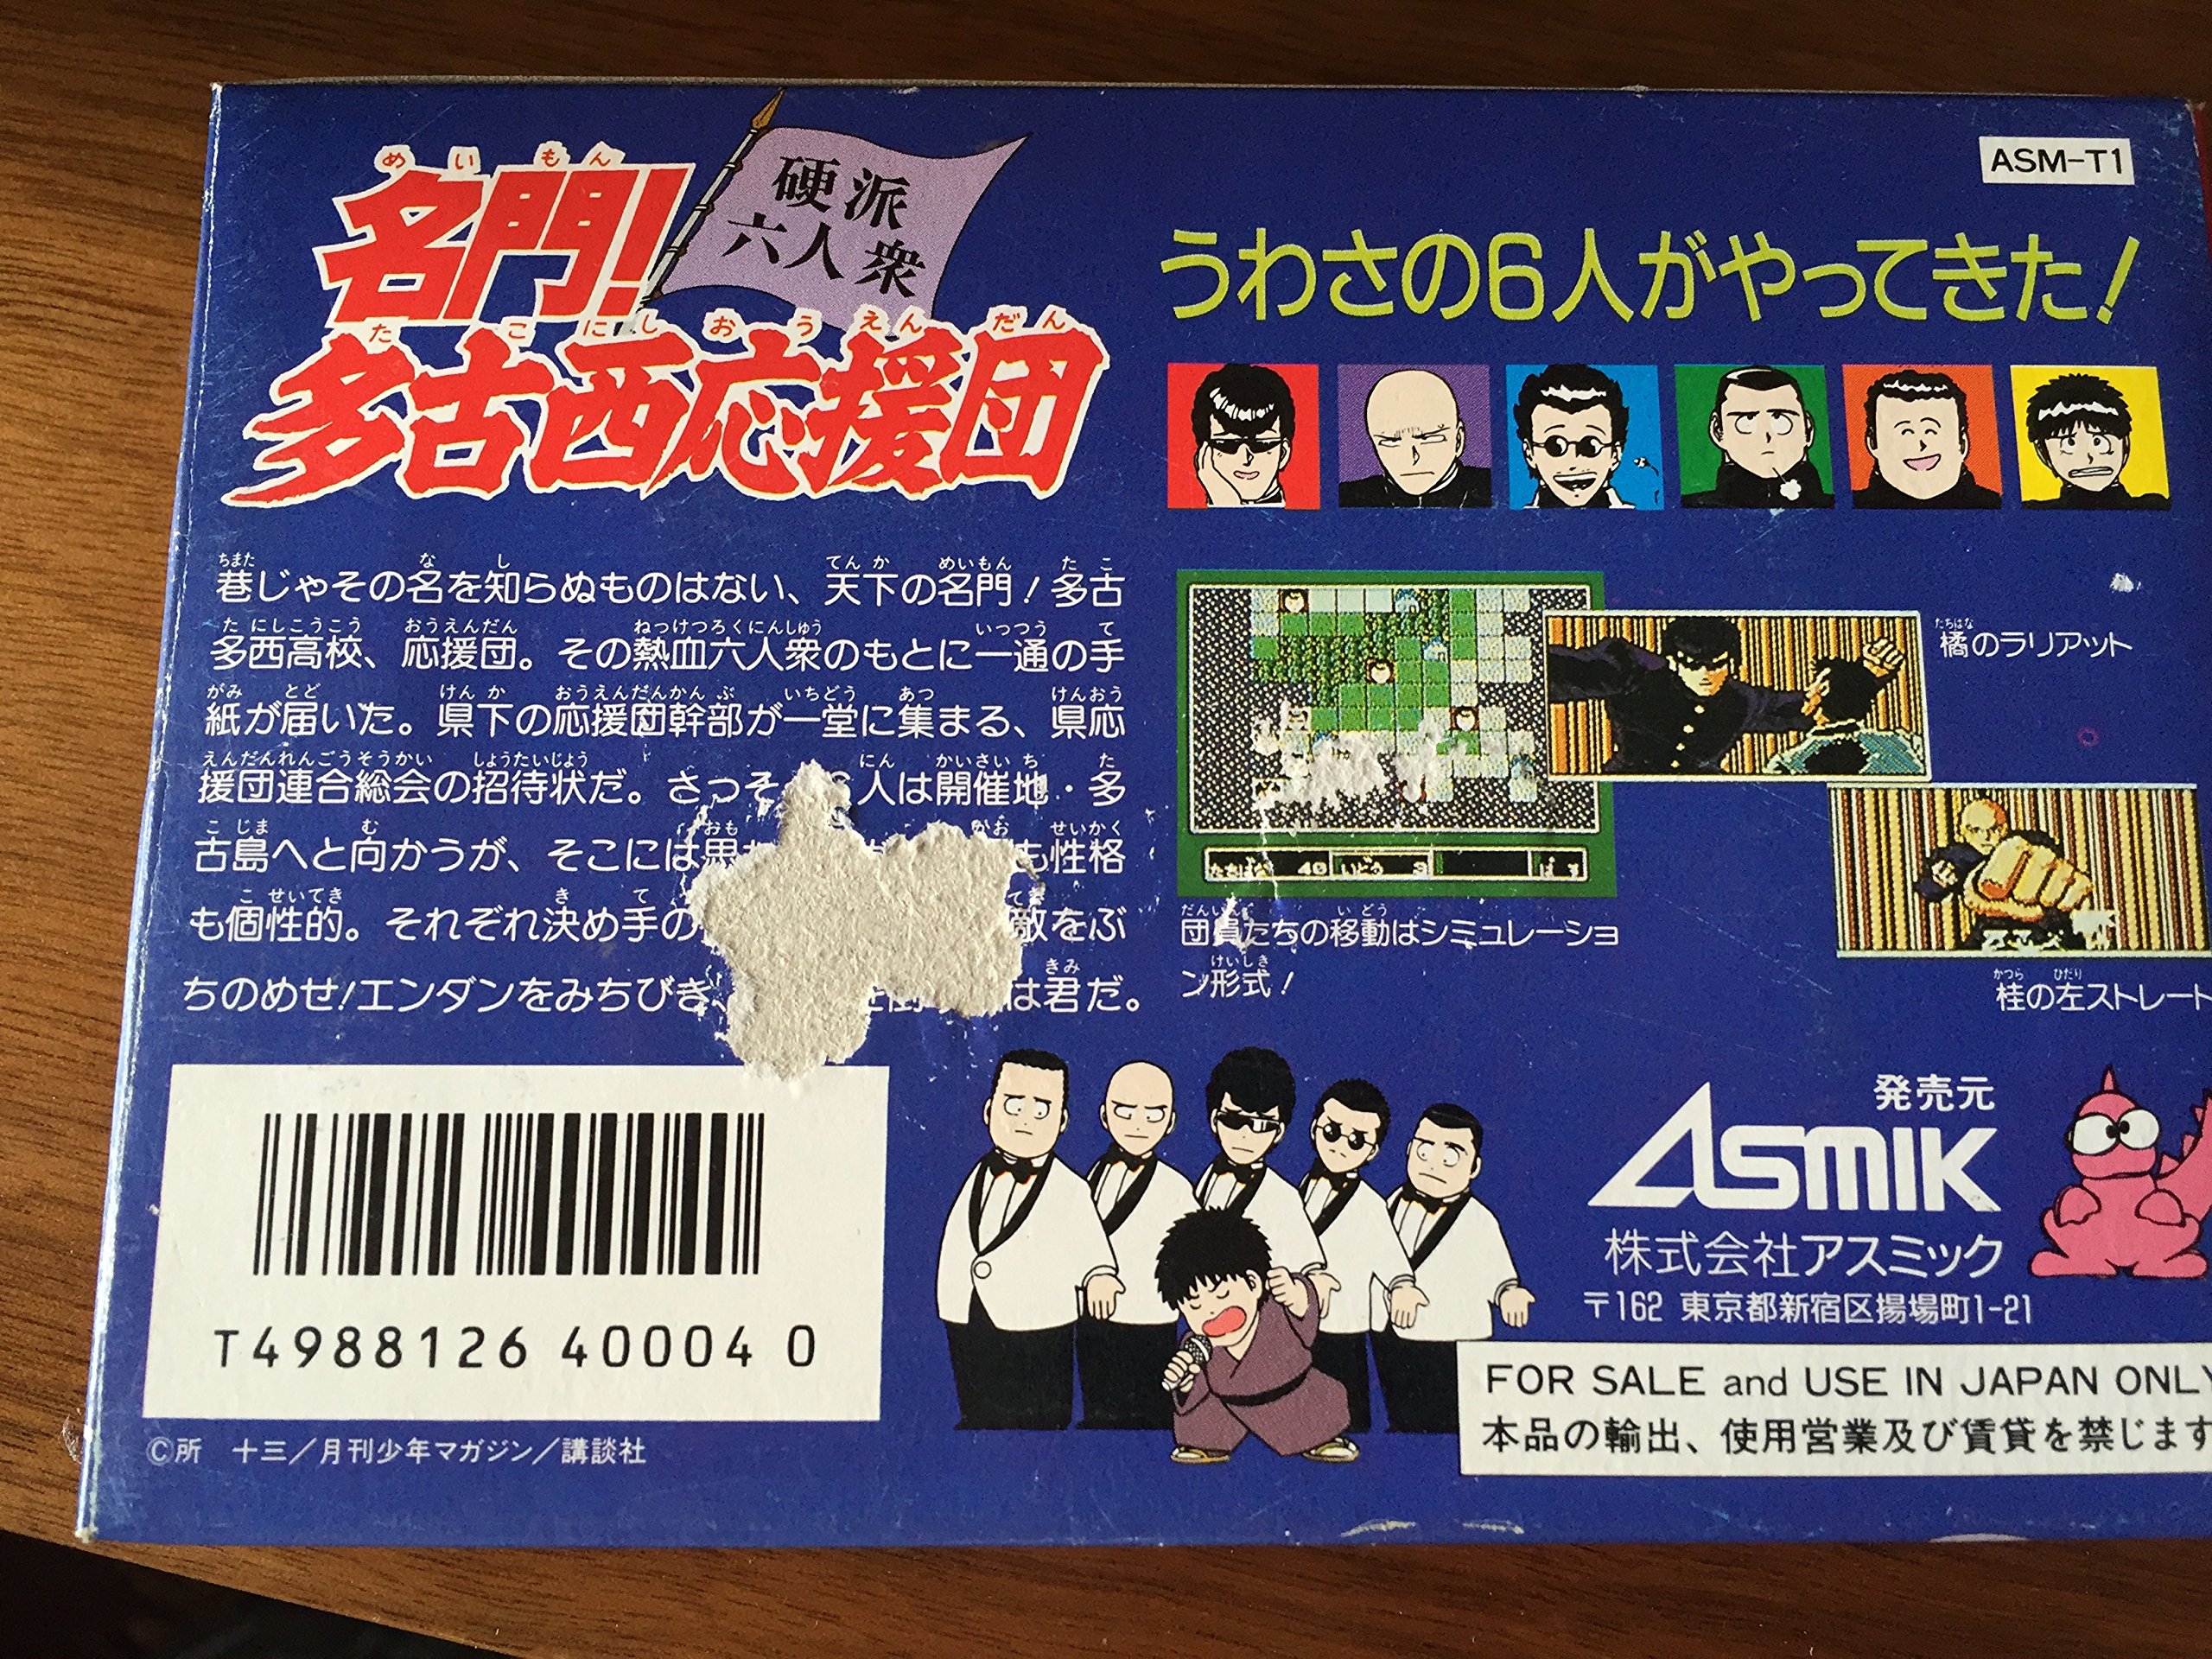 めいもん
名門!
硬派
六人衆
たこにしおうえんだん
多古西応援団
ASM-T1
うわさの6人がやってきた!
巷じゃその名を知らぬものはない、天下の名門!多古
多西高校、応援団。その熱血六人衆のもとに一通の手
紙が届いた。県下の応援団幹部が一堂に集まる、県応
援団連合総会の招待状だ。さっそ 6人は開催地・多
古島へと向かうが、そこには思 も性格
も個性的。それぞれ決め手の 敵をぶ
ちのめせ!エンダンをみちびき は君だ。
たちばな 40 いどう 9 ぱす
橘のラリアット
団員たちの移動はシミュレーショ
ン形式!
桂の左ストレート
T4988126 40004 0
©所 十三/月刊少年マガジン/講談社
発売元
ASMIK
株式会社アスミック
〒162 東京都新宿区揚場町1-21
FOR SALE and USE IN JAPAN ONLY
本品の輸出、使用営業及び賃貸を禁じます